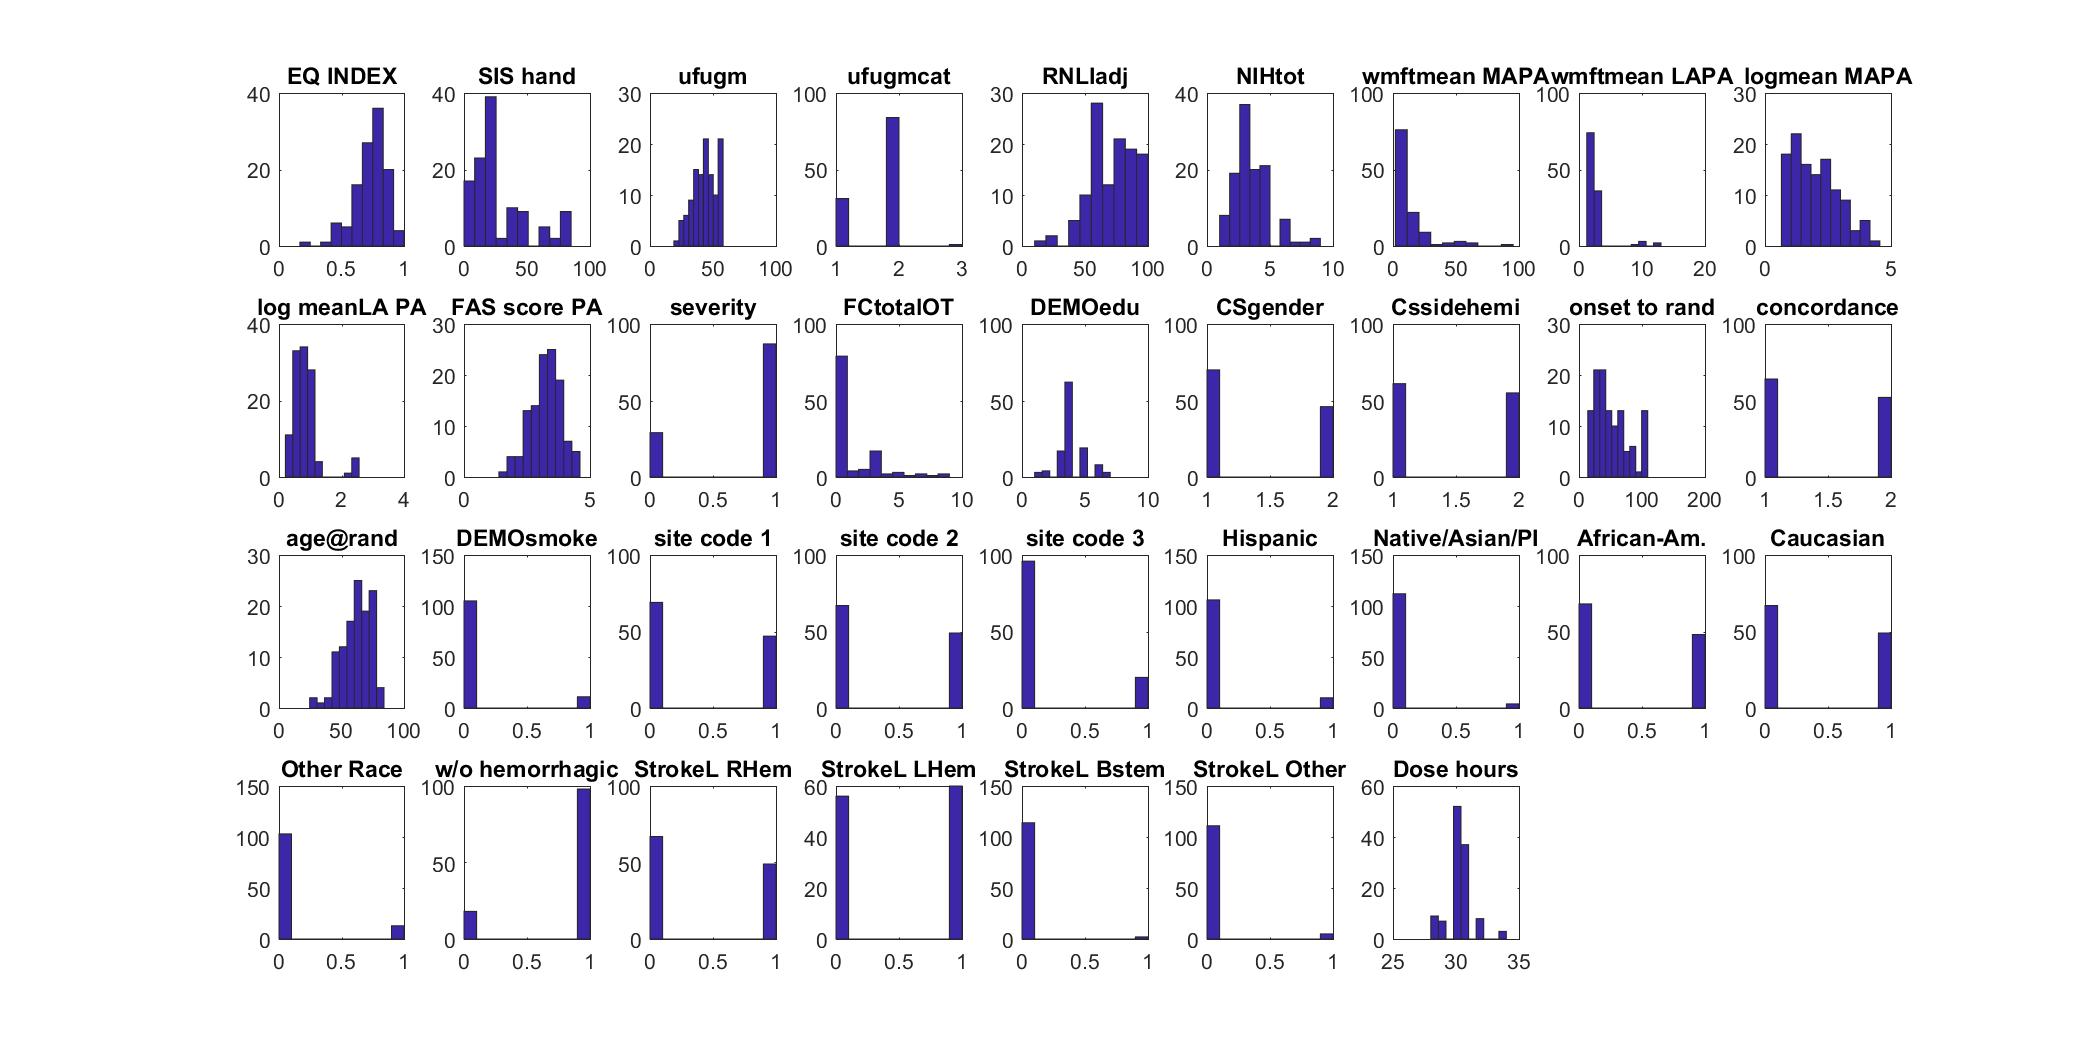 EQ INDEX SIS hand ufugm ufugmcat RNLIadj NIHtot wmftmean MAPA wmftmean LAPA logmean MAPA
40 40 30 100 30 40 100 100 30
20 20 20 50 20 20 50 50 20
10 10 10
0 0 0 0 0 0 0 0 0
0 0.5 1 0 50 100 0 50 100 1 2 3 0 50 100 0 5 10 0 50 100 0 10 20 0 5
log meanLA PA FAS score PA severity FCtotalOT DEMOedu CSgender Cssidehemi onset to rand concordance
40 30 100 100 100 100 100 30 100
20 20 50 50 50 50 50 20 50
10 10
0 0 0 0 0 0 0 0 0
0 2 4 0 5 0 0.5 1 0 5 10 0 5 10 1 1.5 2 1 1.5 2 0 100 200 1 1.5 2
age@rand DEMOsmoke site code 1 site code 2 site code 3 Hispanic Native/Asian/PI African-Am. Caucasian
30 150 100 100 100 150 150 100 100
20 100 50 50 50 100 100 50 50
10 50 50 50
0 0 0 0 0 0 0 0 0
0 50 100 0 0.5 1 0 0.5 1 0 0.5 1 0 0.5 1 0 0.5 1 0 0.5 1 0 0.5 1 0 0.5 1
Other Race w/o hemorrhagic StrokeL RHem StrokeL LHem StrokeL Bstem StrokeL Other Dose hours
150 100 100 60 150 150 60
100 50 50 40 100 100 40
50 20 50 50 20
0 0 0 0 0 0 0
0 0.5 1 0 0.5 1 0 0.5 1 0 0.5 1 0 0.5 1 0 0.5 1 25 30 35